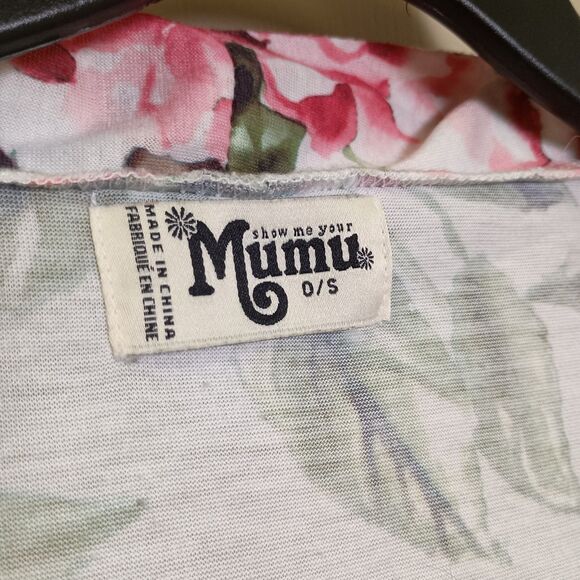 MADE IN CHINA
FABRIQUÉ EN CHINE
show me your
Mumu
O/S